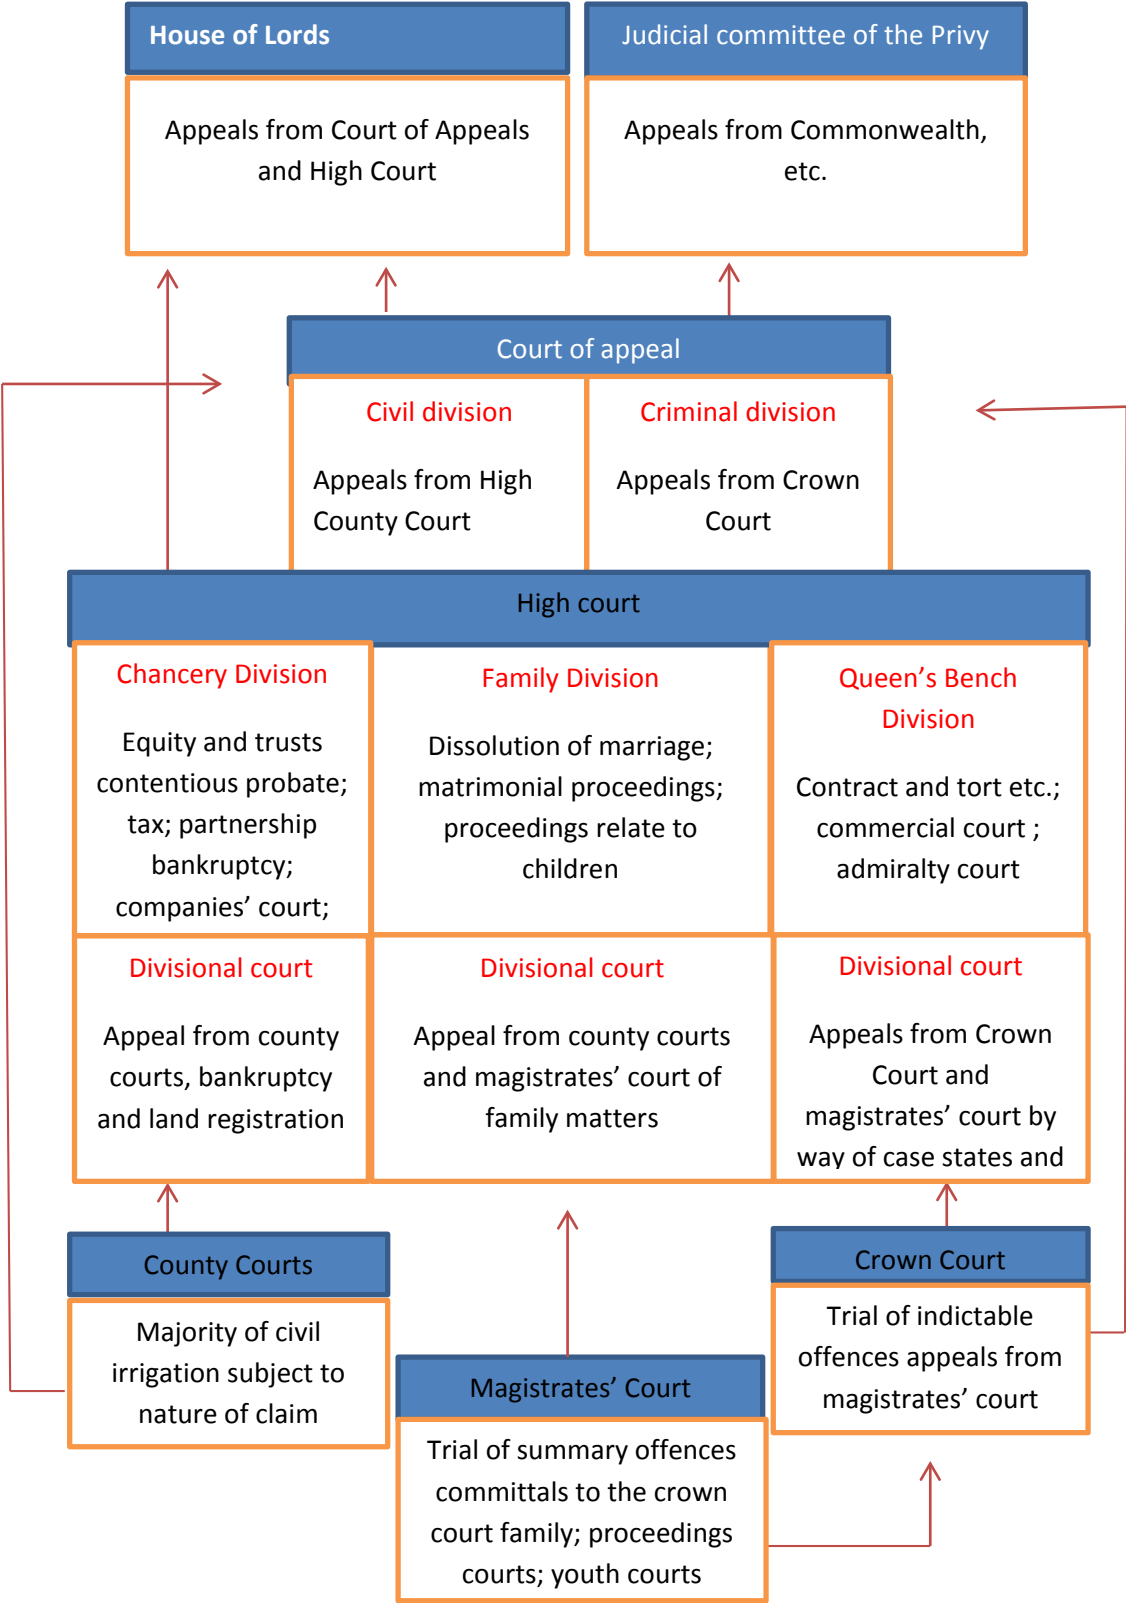 House of Lords
Judicial committee of the Privy
Appeals from Court of Appeals
and High Court
Appeals from Commonwealth,
etc.
Court of appeal
Civil division
Appeals from High
County Court
Criminal division
Appeals from Crown
Court
High court
Chancery Division
Equity and trusts
contentious probate;
tax; partnership
bankruptcy;
companies’ court;
Family Division
Dissolution of marriage;
matrimonial proceedings;
proceedings relate to
children
Queen’s Bench
Division
Contract and tort etc.;
commercial court ;
admiralty court
Divisional court
Appeal from county
courts, bankruptcy
and land registration
Divisional court
Appeal from county courts
and magistrates’ court of
family matters
Divisional court
Appeals from Crown
Court and
magistrates’ court by
way of case states and
County Courts
Majority of civil
irrigation subject to
nature of claim
Magistrates’ Court
Trial of summary offences
committals to the crown
court family; proceedings
courts; youth courts
Crown Court
Trial of indictable
offences appeals from
magistrates’ court